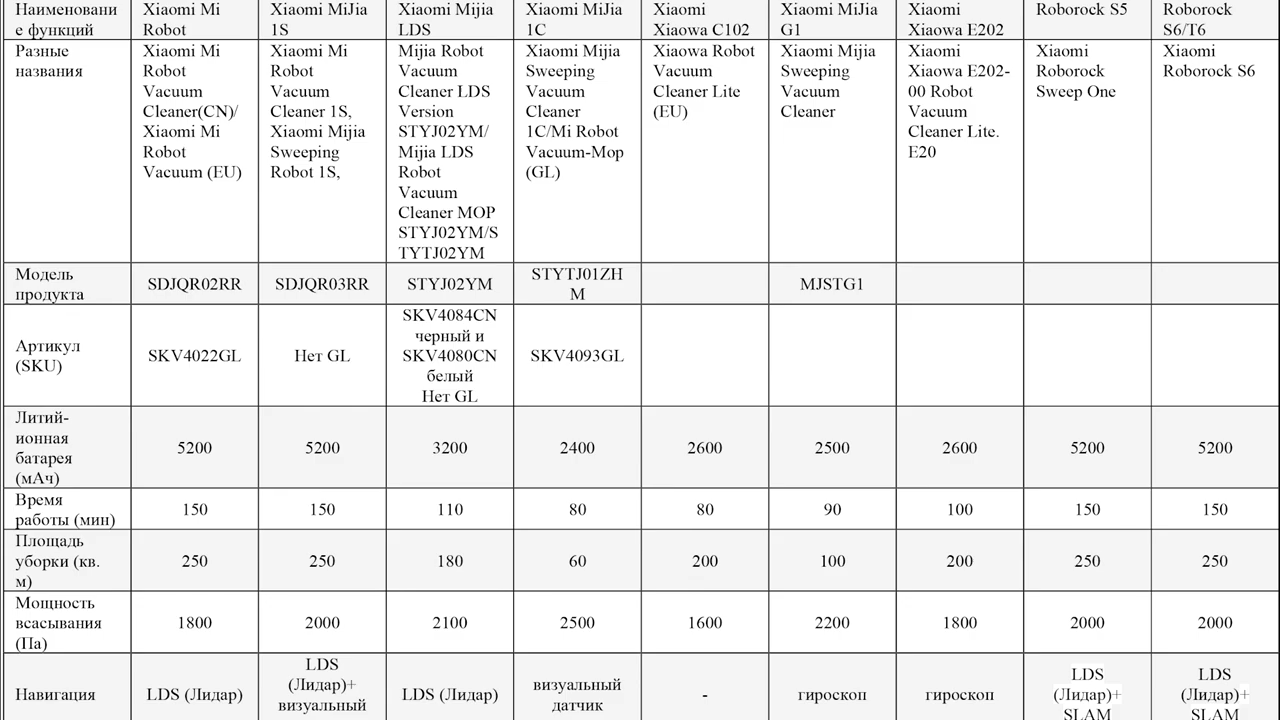 Наименовани
е функций
Xiaomi Mi
Robot
Xiaomi MiJia
1S
Xiaomi Mijia
LDS
Xiaomi MiJia
1C
Xiaomi
Xiaowa C102
Xiaomi MiJia
G1
Xiaomi
Xiaowa E202
Roborock S5
Roborock
S6/T6
Разные
названия
Xiaomi Mi
Robot
Vacuum
Cleaner(CN)/
Xiaomi Mi
Robot
Vacuum (EU)
Xiaomi Mi
Robot
Vacuum
Cleaner 1S,
Xiaomi Mijia
Sweeping
Robot 1S,
Mijia Robot
Vacuum
Cleaner LDS
Version
STYJ02YM/
Mijia LDS
Robot
Vacuum
Cleaner MOP
STYJ02YM/S
TYTJ02YM
Xiaomi Mijia
Sweeping
Vacuum
Cleaner
1C/Mi Robot
Vacuum-Mop
(GL)
Xiaowa Robot
Vacuum
Cleaner Lite
(EU)
Xiaomi Mijia
Sweeping
Vacuum
Cleaner
Xiaomi
Xiaowa E202-
00 Robot
Vacuum
Cleaner Lite.
E20
Xiaomi
Roborock
Sweep One
Xiaomi
Roborock S6
Модель
продукта
SDJQR02RR
SDJQR03RR
STYJ02YM
STYTJ01ZH
M
MJSTG1
Артикул
(SKU)
SKV4022GL
Нет GL
SKV4084CN
черный и
SKV4080CN
белый
Нет GL
SKV4093GL
Литий-
ионная
батарея
(мАч)
5200
5200
3200
2400
2600
2500
2600
5200
5200
Время
работы (мин)
150
150
110
80
80
90
100
150
150
Площадь
уборки (кв.
м)
250
250
180
60
200
100
200
250
250
Мощность
всасывания
(Па)
1800
2000
2100
2500
1600
2200
1800
2000
2000
Навигация
LDS (Лидар)
LDS
(Лидар)+
визуальный
LDS (Лидар)
визуальный
датчик
-
гироскоп
гироскоп
LDS
(Лидар)+
SLAM
LDS
(Лидар)+
SLAM